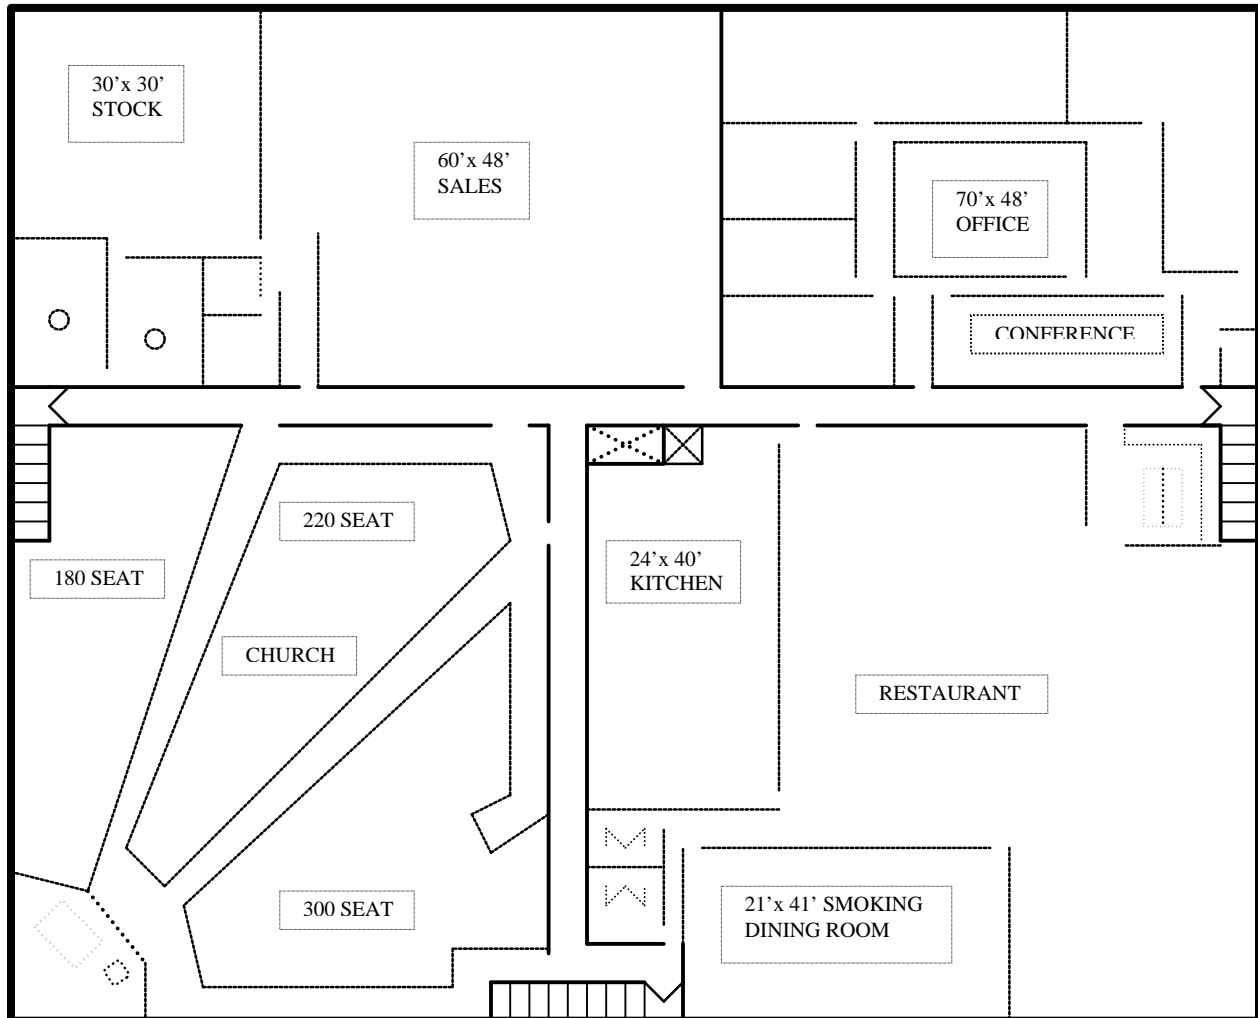 30’x 30’
STOCK
60’x 48’
SALES
70’x 48’
OFFICE
CONFERENCE
220 SEAT
180 SEAT
24’x 40’
KITCHEN
CHURCH
RESTAURANT
300 SEAT
21’x 41’ SMOKING
DINING ROOM